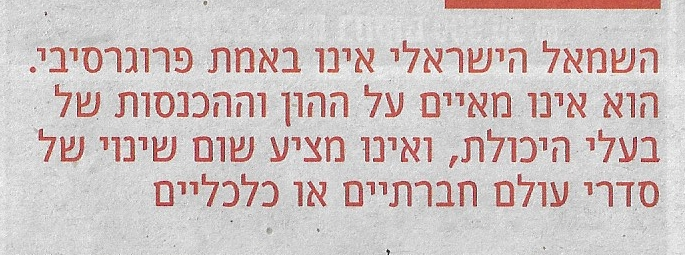 השמאל הישראלי אינו באמת פרוגרסיבי.
הוא אינו מאיים על ההון וההכנסות של
בעלי היכולת, ואינו מציע שום שינוי של
סדרי עולם חברתיים או כלכליים